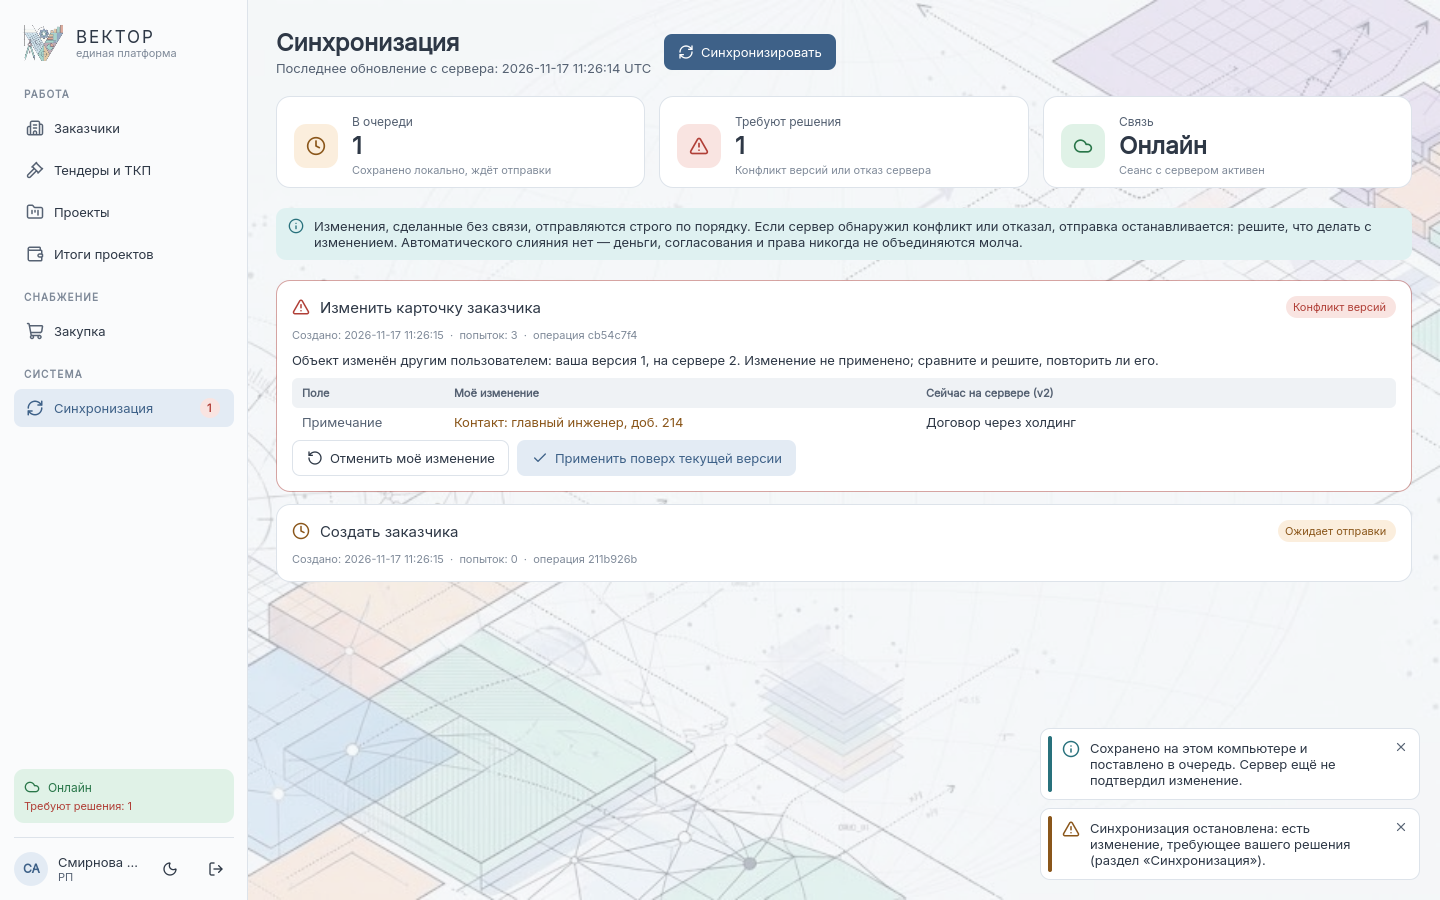 ВЕКТОР
единая платформа
РАБОТА
Заказчики
Тендеры и ТКП
Проекты
Итоги проектов
СНАБЖЕНИЕ
Закупка
СИСТЕМА
Синхронизация 1
Онлайн
Требуют решения: 1
СА
Смирнова ...
РП
Синхронизация
Последнее обновление с сервера: 2026-11-17 11:26:14 UTC
Синхронизировать
В очереди
1
Сохранено локально, ждёт отправки
Требуют решения
1
Конфликт версий или отказ сервера
Связь
Онлайн
Сеанс с сервером активен
Изменения, сделанные без связи, отправляются строго по порядку. Если сервер обнаружил конфликт или отказал, отправка останавливается: решите, что делать с
изменением. Автоматического слияния нет — деньги, согласования и права никогда не объединяются молча.
Изменить карточку заказчика
Конфликт версий
Создано: 2026-11-17 11:26:15 · попыток: 3 · операция cb54c7f4
Объект изменён другим пользователем: ваша версия 1, на сервере 2. Изменение не применено; сравните и решите, повторить ли его.
Поле Моё изменение Сейчас на сервере (v2)
Примечание Контакт: главный инженер, доб. 214 Договор через холдинг
Отменить моё изменение
Применить поверх текущей версии
Создать заказчика
Ожидает отправки
Создано: 2026-11-17 11:26:15 · попыток: 0 · операция 211b926b
Сохранено на этом компьютере и
поставлено в очередь. Сервер ещё не
подтвердил изменение.
Синхронизация остановлена: есть
изменение, требующее вашего решения
(раздел «Синхронизация»).